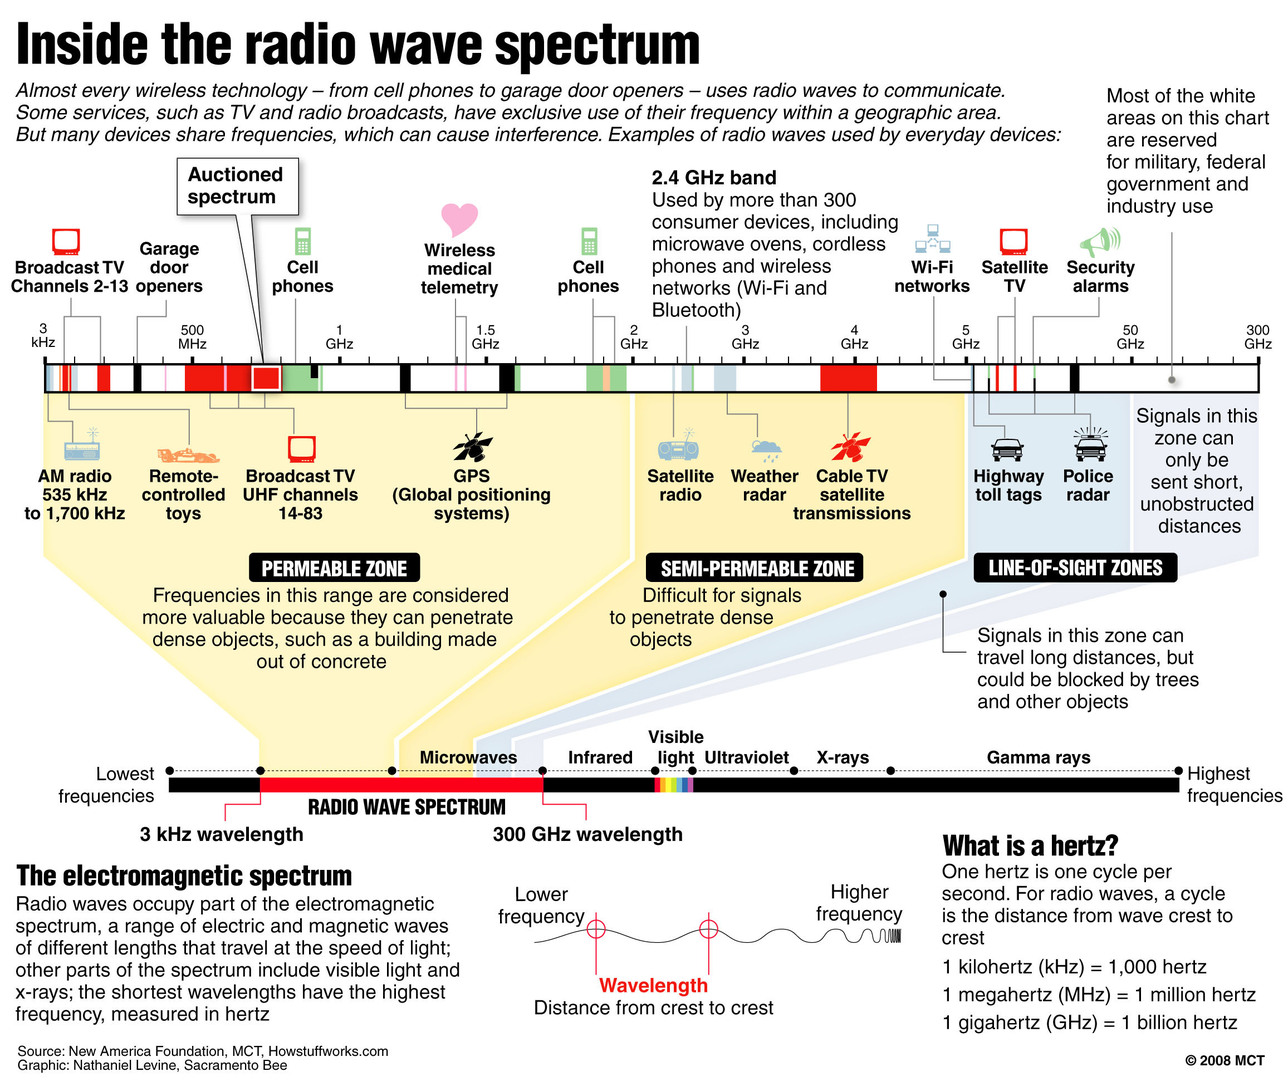 Inside the radio wave spectrum
Almost every wireless technology – from cell phones to garage door openers – uses radio waves to communicate.
Some services, such as TV and radio broadcasts, have exclusive use of their frequency within a geographic area.
But many devices share frequencies, which can cause interference. Examples of radio waves used by everyday devices:
Most of the white
areas on this chart
are reserved
for military, federal
government and
industry use
Auctioned
spectrum
Broadcast TV
Channels 2-13
Garage
door
openers
Cell
phones
Wireless
medical
telemetry
Cell
phones
2.4 GHz band
Used by more than 300
consumer devices, including
microwave ovens, cordless
phones and wireless
networks (Wi-Fi and
Bluetooth)
Wi-Fi
networks
Satellite
TV
Security
alarms
3
kHz
500
MHz
1
GHz
1.5
GHz
2
GHz
3
GHz
4
GHz
5
GHz
50
GHz
300
GHz
AM radio
535 kHz
to 1,700 kHz
Remote-
controlled
toys
Broadcast TV
UHF channels
14-83
GPS
(Global positioning
systems)
Satellite
radio
Weather
radar
Cable TV
satellite
transmissions
Highway
toll tags
Police
radar
Signals in this
zone can
only be
sent short,
unobstructed
distances
PERMEABLE ZONE
Frequencies in this range are considered
more valuable because they can penetrate
dense objects, such as a building made
out of concrete
SEMI-PERMEABLE ZONE
Difficult for signals
to penetrate dense
objects
LINE-OF-SIGHT ZONES
Signals in this zone can
travel long distances, but
could be blocked by trees
and other objects
Lowest
frequencies
Microwaves
Infrared
Visible
light
Ultraviolet
X-rays
Gamma rays
Highest
frequencies
RADIO WAVE SPECTRUM
3 kHz wavelength
300 GHz wavelength
The electromagnetic spectrum
Radio waves occupy part of the electromagnetic
spectrum, a range of electric and magnetic waves
of different lengths that travel at the speed of light;
other parts of the spectrum include visible light and
x-rays; the shortest wavelengths have the highest
frequency, measured in hertz
Lower
frequency
Higher
frequency
Wavelength
Distance from crest to crest
What is a hertz?
One hertz is one cycle per
second. For radio waves, a cycle
is the distance from wave crest to
crest
1 kilohertz (kHz) = 1,000 hertz
1 megahertz (MHz) = 1 million hertz
1 gigahertz (GHz) = 1 billion hertz
Source: New America Foundation, MCT, Howstuffworks.com
Graphic: Nathaniel Levine, Sacramento Bee
© 2008 MCT